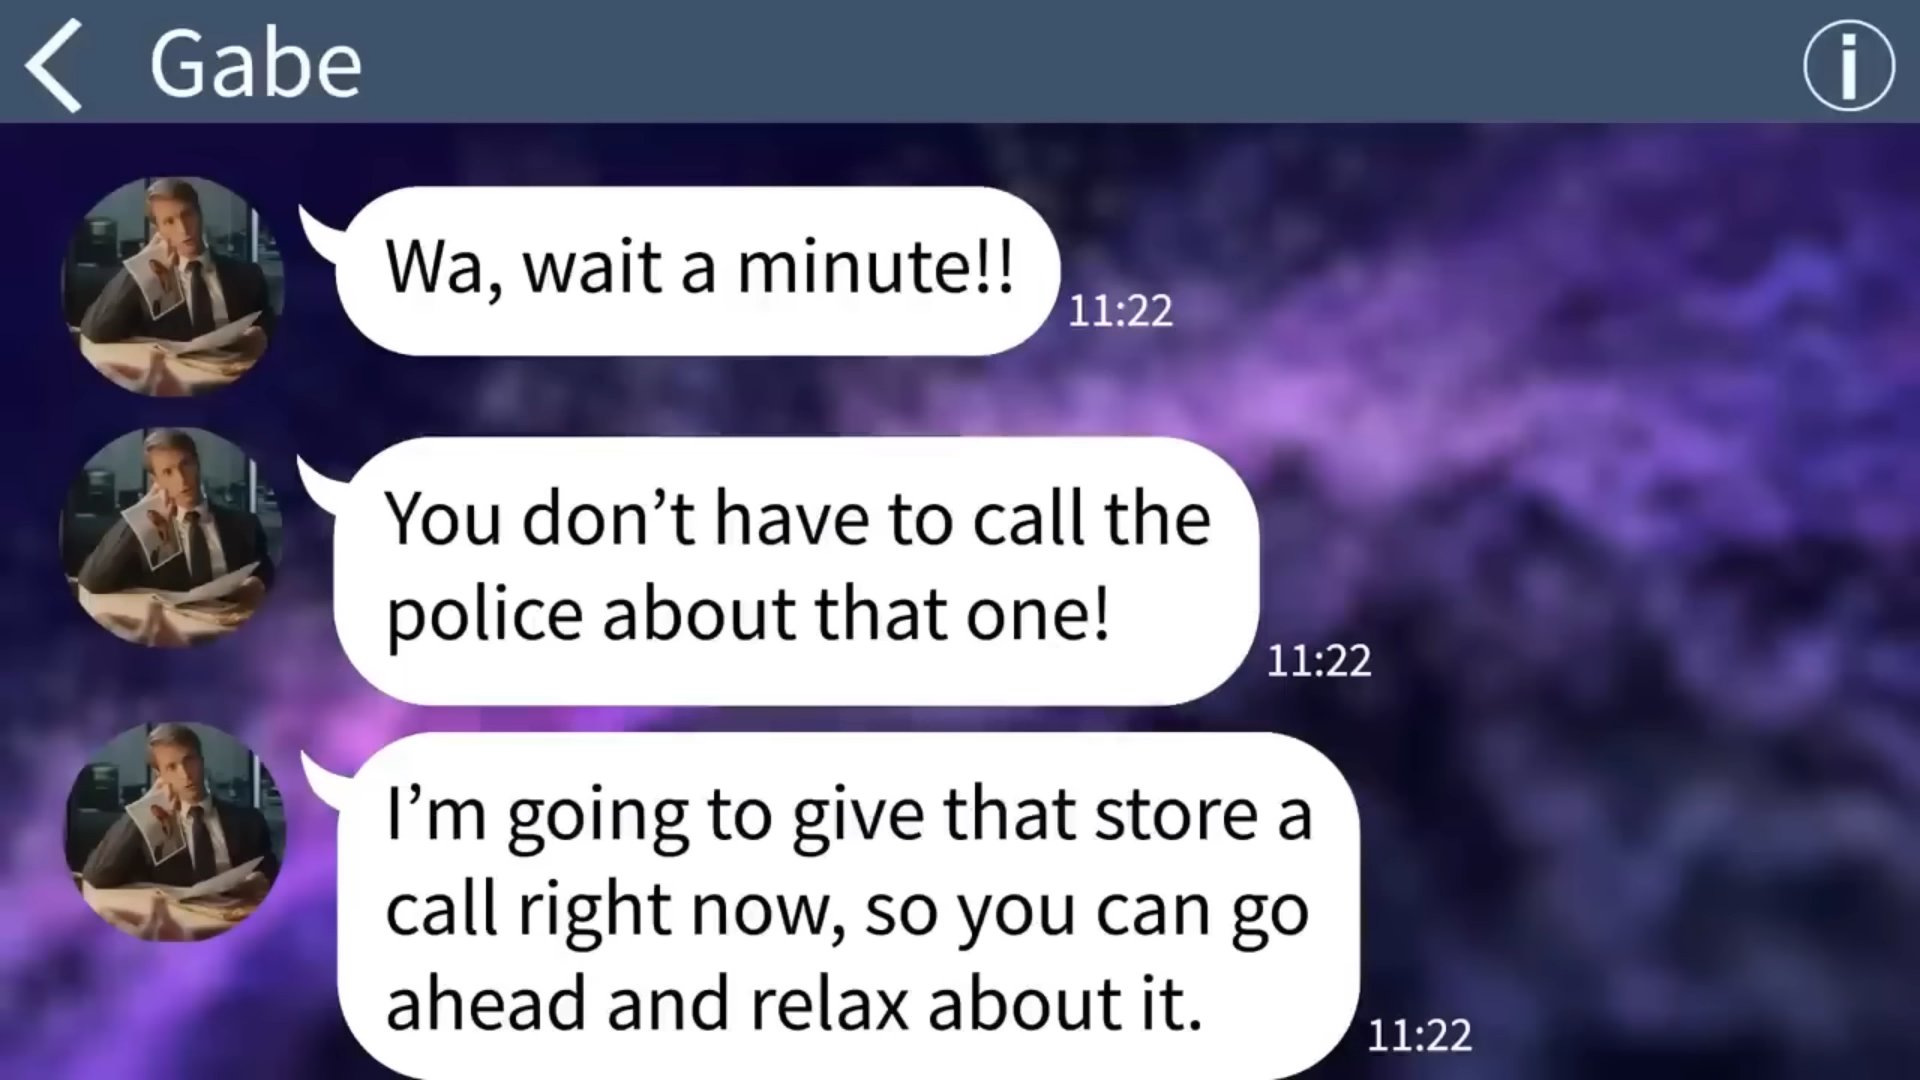 Gabe
Wa, wait a minute!!
11:22
You don’t have to call the
police about that one!
11:22
I’m going to give that store a
call right now, so you can go
ahead and relax about it.
11:22